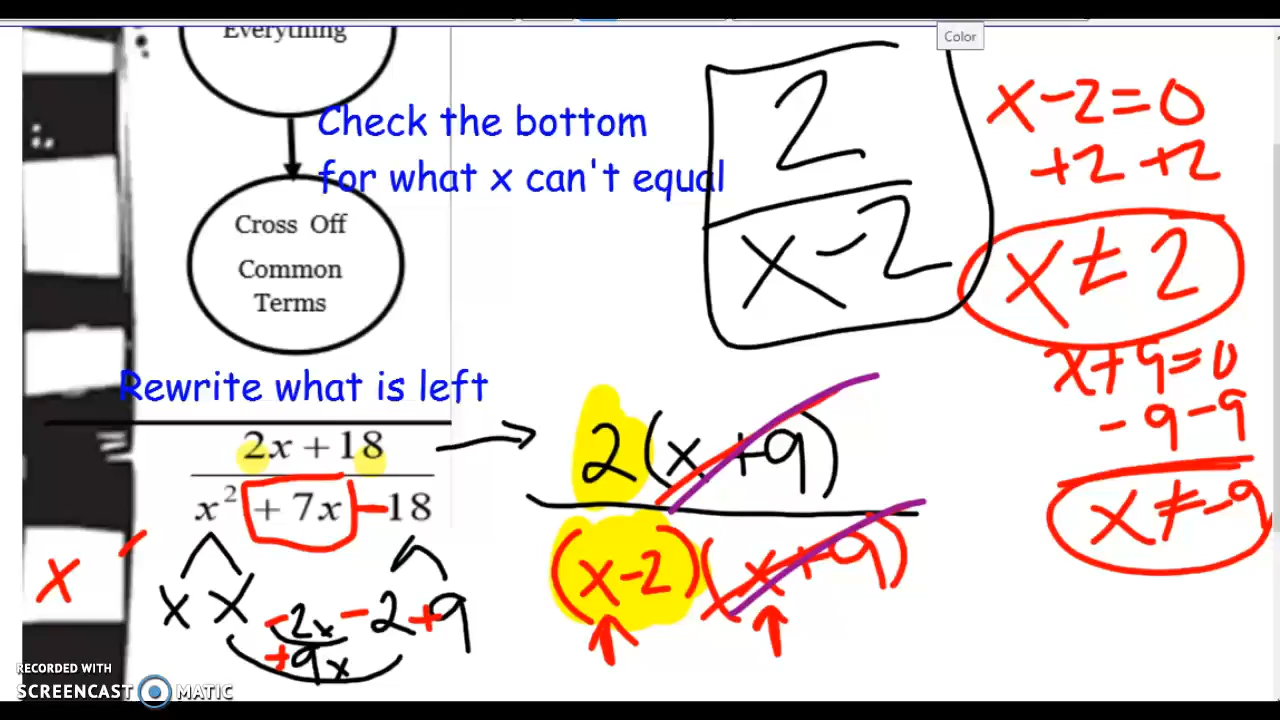 Everything
Color
Check the bottom
for what x can't equal
Cross Off
Common
Terms
Rewrite what is left
2x + 18
x² + 7x - 18
x x -2x - 2 + 9
+9x
x -
2(x+9)
(x-2)(x+9)
2
x-2
x-2=0
+2 +2
x ≠ 2
x+9=0
-9 -9
x ≠ -9
RECORDED WITH
SCREENCAST MATIC